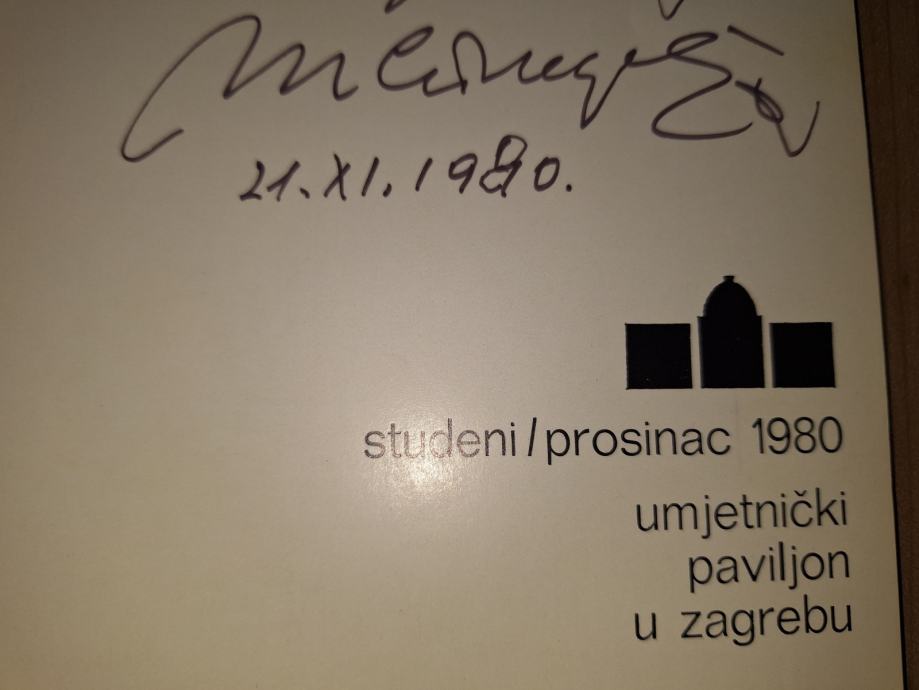 21.XI.1980.
studeni/prosinac 1980
umjetnički
paviljon
u zagrebu